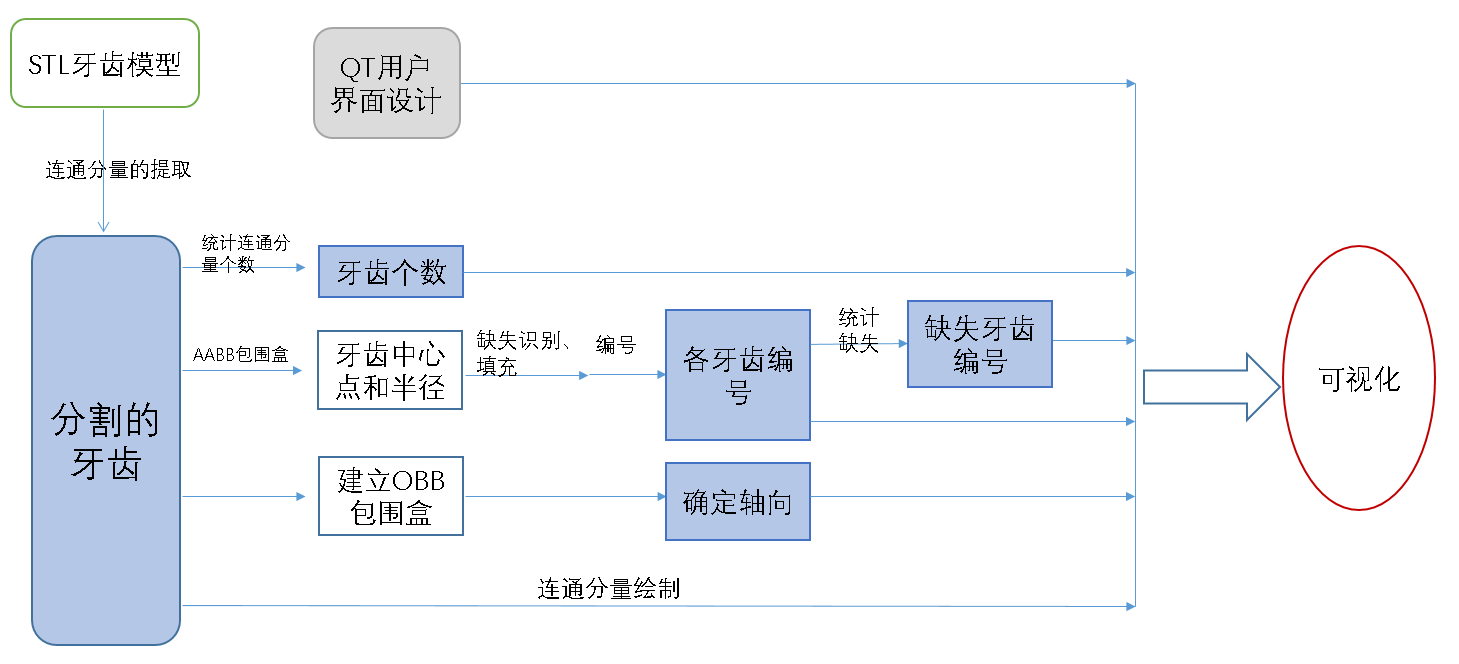 STL牙齿模型
QT用户
界面设计
连通分量的提取
统计连通分
量个数
牙齿个数
AABB包围盒
牙齿中心
点和半径
缺失识别、
填充
编号
各牙齿编
号
统计
缺失
缺失牙齿
编号
可视化
分割的
牙齿
建立OBB
包围盒
确定轴向
连通分量绘制